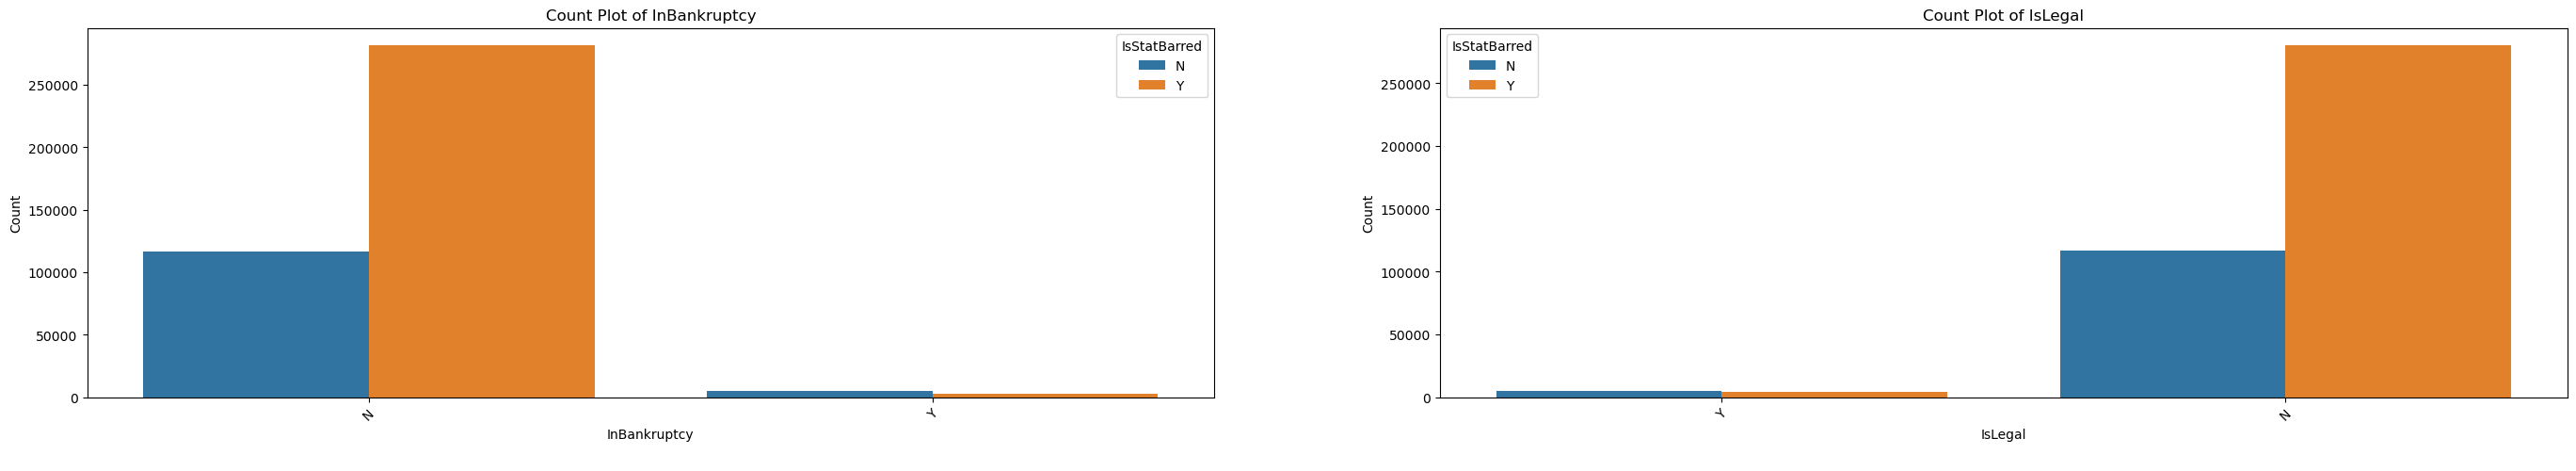 Count Plot of InBankruptcy
IsStatBarred
N
Y
250000
200000
150000
100000
50000
0
Count
N
Y
InBankruptcy
Count Plot of IsLegal
IsStatBarred
N
Y
250000
200000
150000
100000
50000
0
Count
Y
N
IsLegal